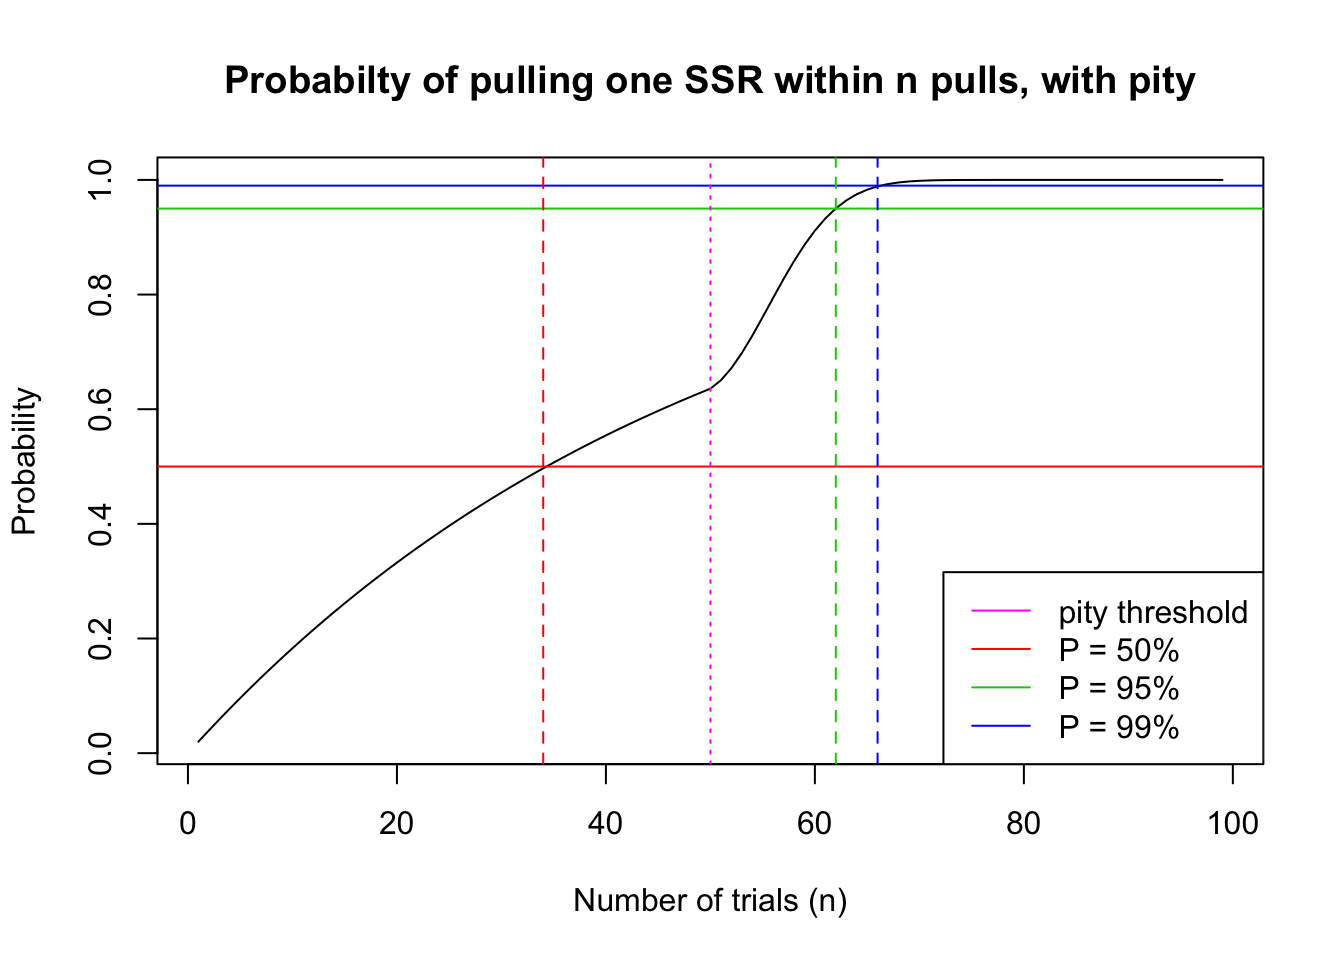 Probabilty of pulling one SSR within n pulls, with pity
1.0
0.8
0.6
0.4
0.2
0.0
Probability
pity threshold
P = 50%
P = 95%
P = 99%
0 20 40 60 80 100
Number of trials (n)